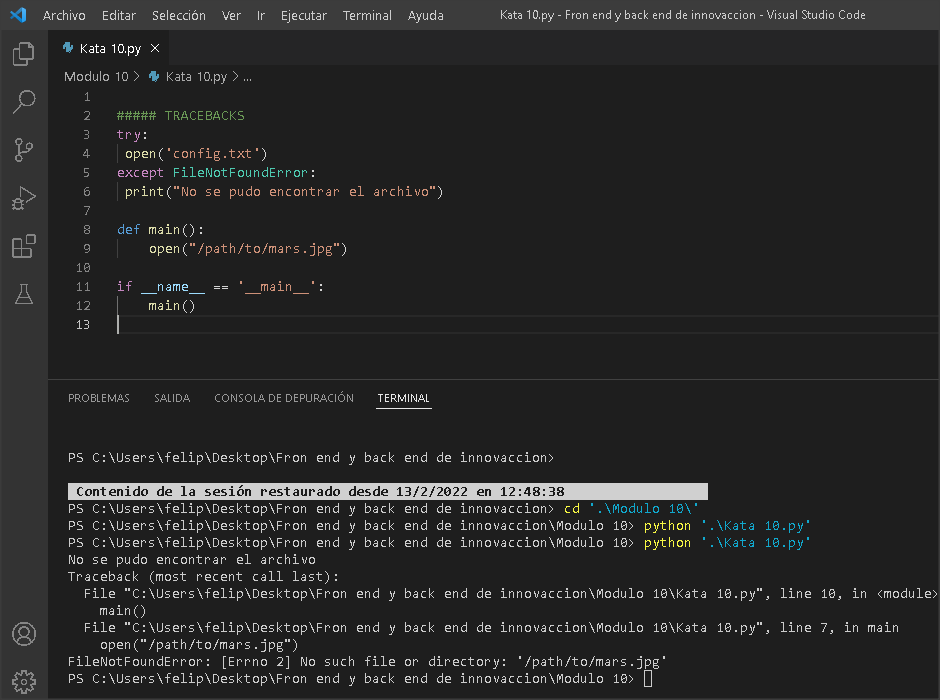 Archivo Editar Selección Ver Ir Ejecutar Terminal Ayuda Kata 10.py - Fron end y back end de innovaccion - Visual Studio Code
Kata 10.py
Modulo 10 > Kata 10.py > ...
1
2 ##### TRACEBACKS
3 try:
4 open('config.txt')
5 except FileNotFoundError:
6 print("No se pudo encontrar el archivo")
7
8 def main():
9 open("/path/to/mars.jpg")
10
11 if __name__ == '__main__':
12 main()
13
PROBLEMAS SALIDA CONSOLA DE DEPURACIÓN TERMINAL
PS C:\Users\felip\Desktop\Fron end y back end de innovaccion>
Contenido de la sesión restaurado desde 13/2/2022 en 12:48:38
PS C:\Users\felip\Desktop\Fron end y back end de innovaccion> cd '.\Modulo 10\'
PS C:\Users\felip\Desktop\Fron end y back end de innovaccion\Modulo 10> python '.\Kata 10.py'
PS C:\Users\felip\Desktop\Fron end y back end de innovaccion\Modulo 10> python '.\Kata 10.py'
No se pudo encontrar el archivo
Traceback (most recent call last):
File "C:\Users\felip\Desktop\Fron end y back end de innovaccion\Modulo 10\Kata 10.py", line 10, in <module>
main()
File "C:\Users\felip\Desktop\Fron end y back end de innovaccion\Modulo 10\Kata 10.py", line 7, in main
open("/path/to/mars.jpg")
FileNotFoundError: [Errno 2] No such file or directory: '/path/to/mars.jpg'
PS C:\Users\felip\Desktop\Fron end y back end de innovaccion\Modulo 10>